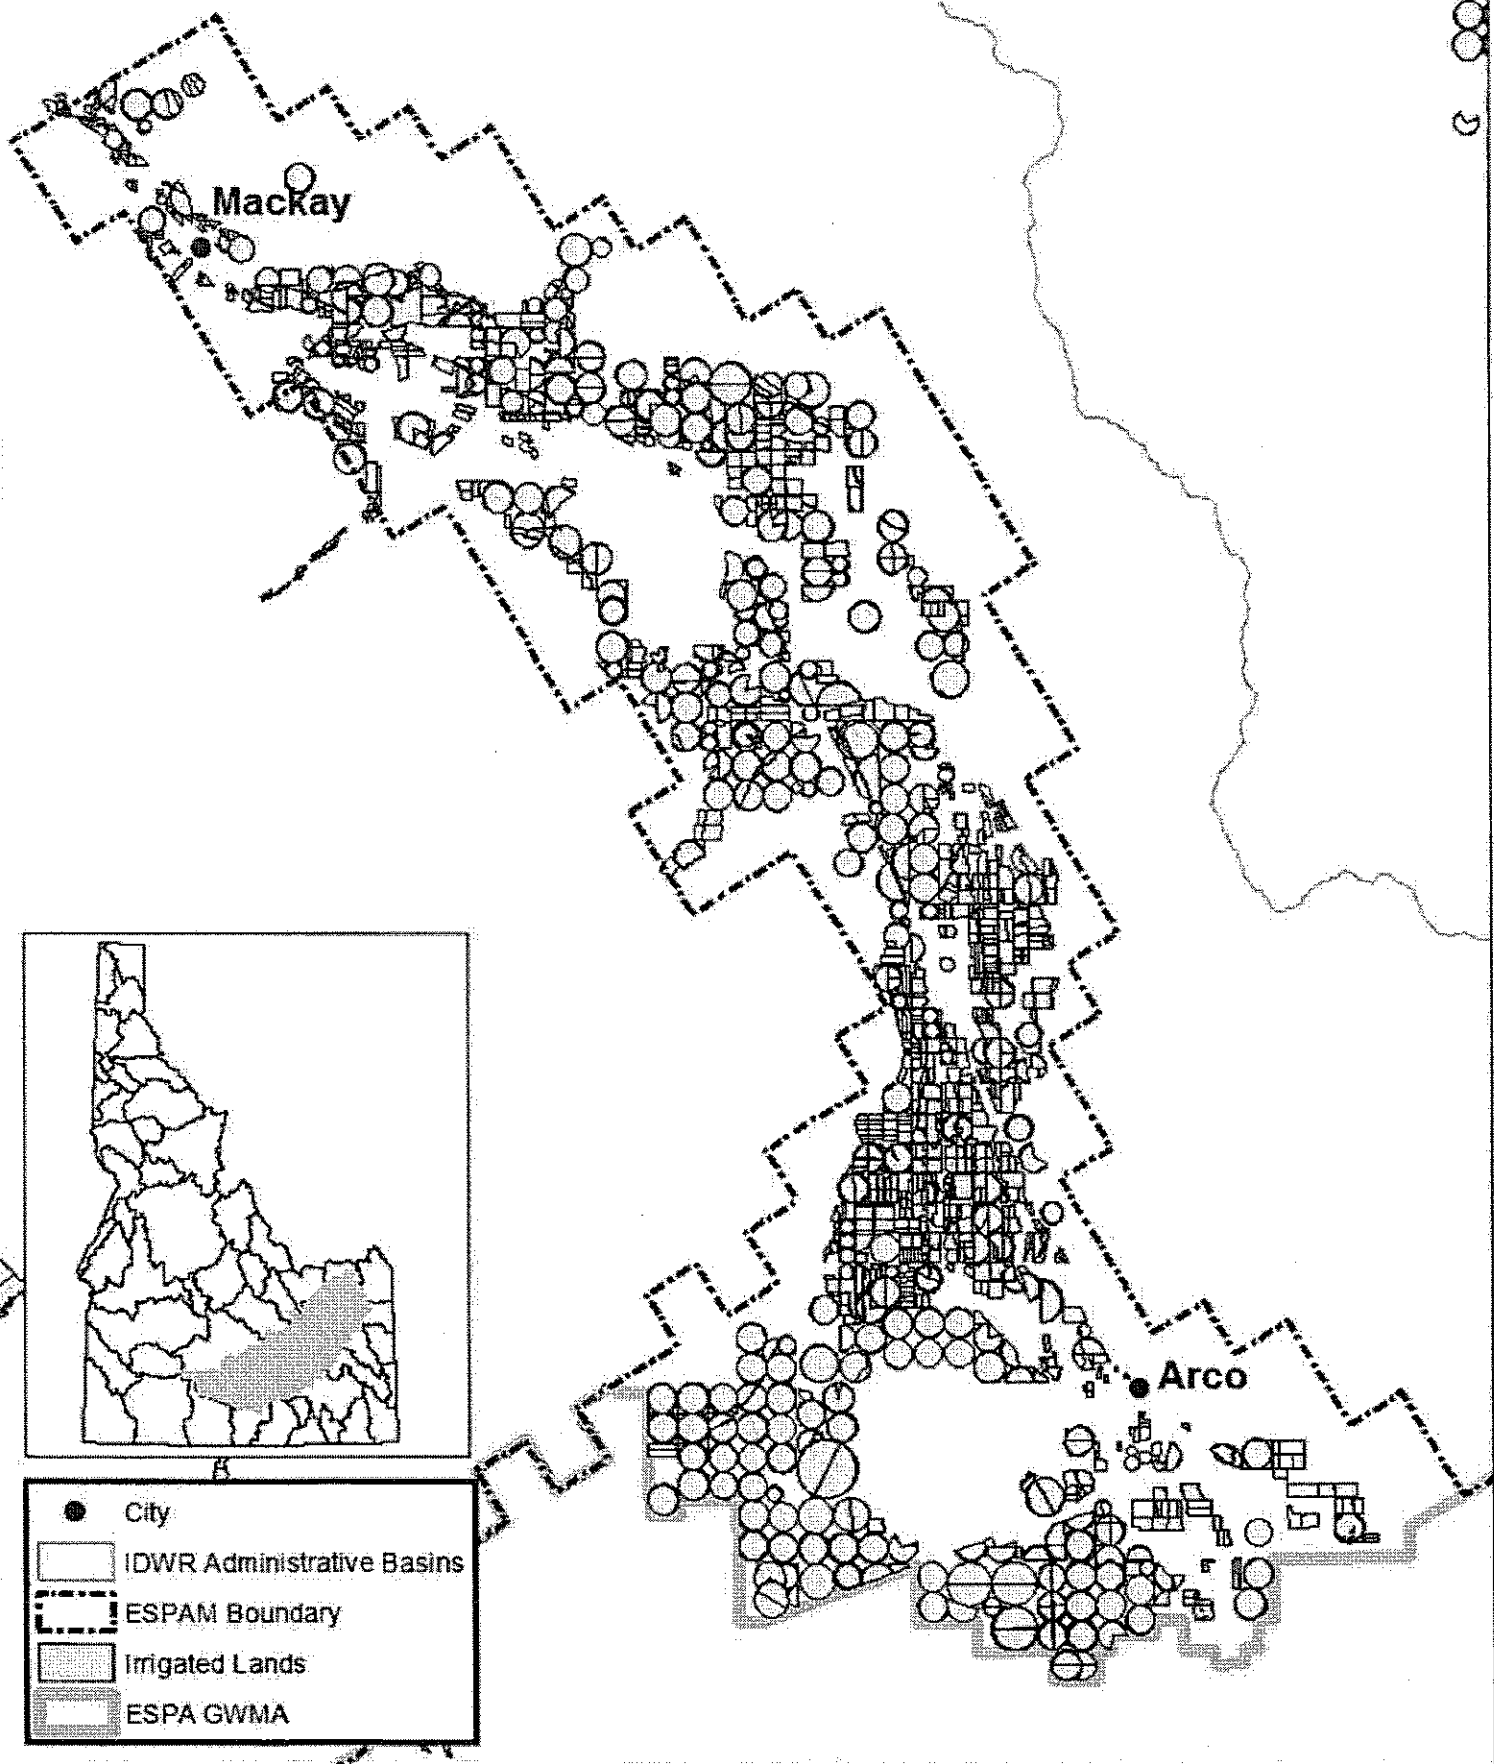 Mackay
Arco
City
IDWR Administrative Basins
ESPAM Boundary
Irrigated Lands
ESPA GWMA